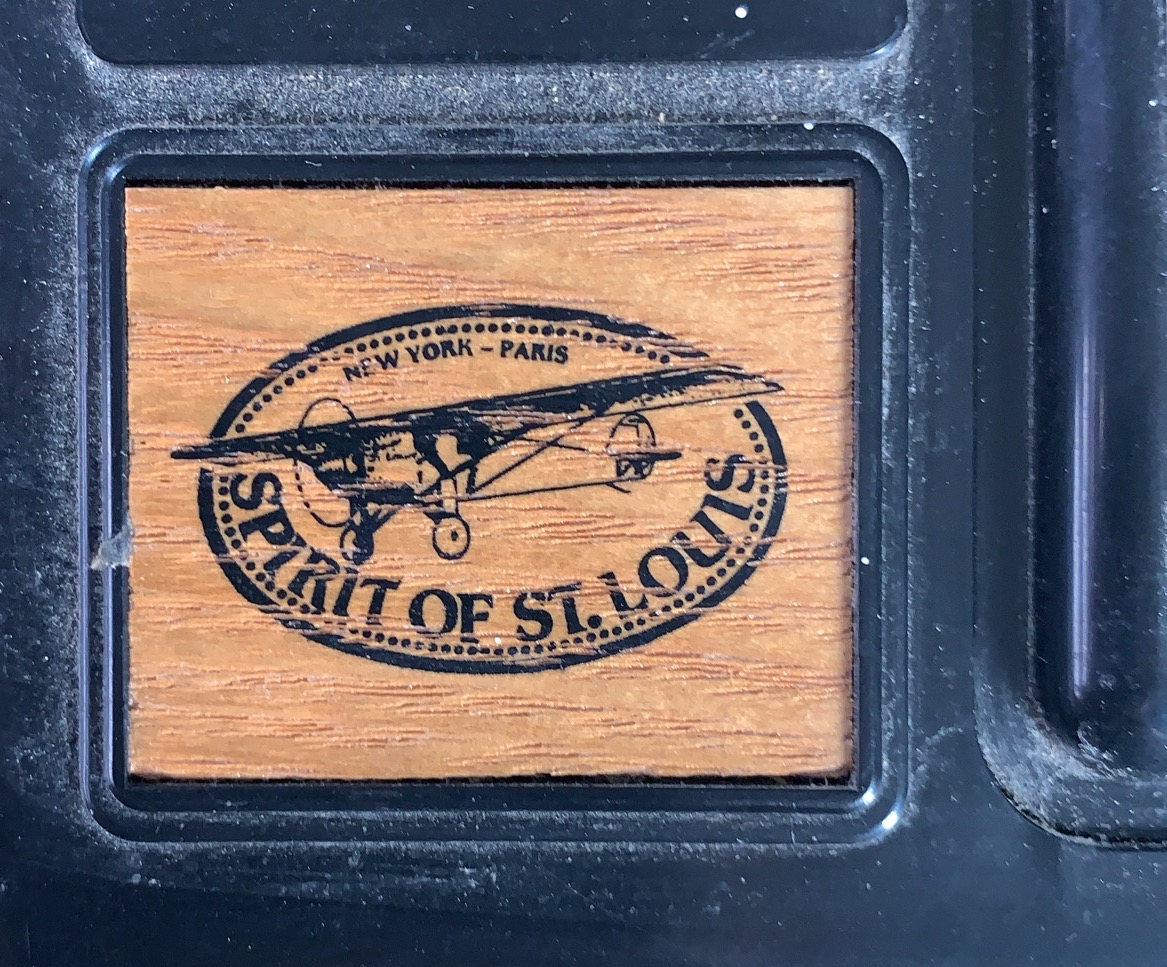 NEW YORK – PARIS
SPIRIT OF ST. LOUIS